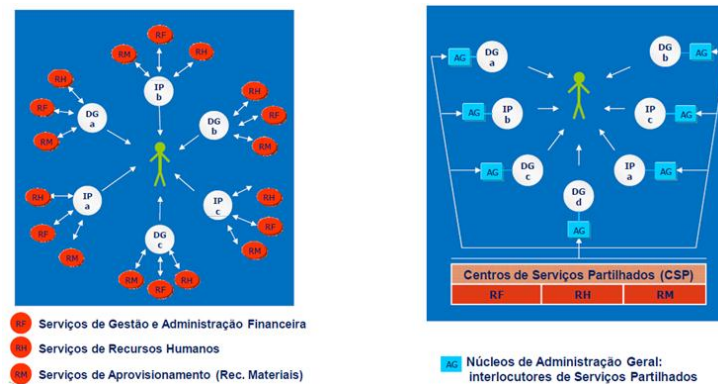 RF
RM
RH
IP
b
RH
RF
RM
DG
a
DG
b
RH
RF
RM
RH
RF
RM
IP
a
IP
c
RH
RF
RM
DG
c
RM
RF
RH
RF Serviços de Gestão e Administração Financeira
RH Serviços de Recursos Humanos
RM Serviços de Aprovisionamento (Rec. Materiais)
AG
DG
a
DG
b
AG
AG
IP
b
IP
c
AG
AG
DG
c
IP
a
AG
DG
d
AG
Centros de Serviços Partilhados (CSP)
RF RH RM
AG Núcleos de Administração Geral:
interlocutores de Serviços Partilhados